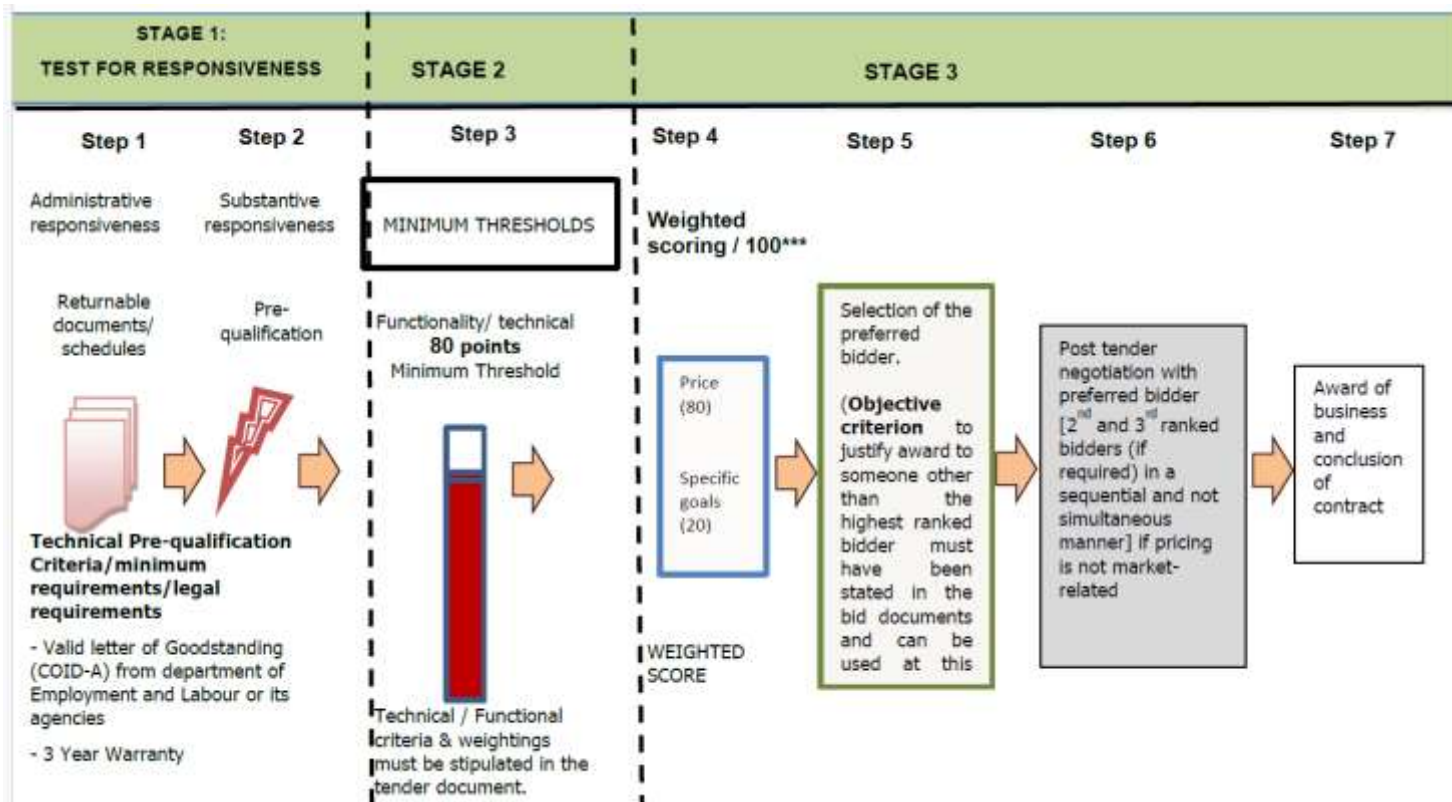 STAGE 1:
TEST FOR RESPONSIVENESS
STAGE 2
STAGE 3
Step 1
Step 2
Step 3
Step 4
Step 5
Step 6
Step 7
Administrative
responsiveness
Substantive
responsiveness
MINIMUM THRESHOLDS
Weighted
scoring / 100***
Returnable
documents/
schedules
Pre-
qualification
Functionality/ technical
80 points
Minimum Threshold
Price
(80)
Specific
goals
(20)
WEIGHTED
SCORE
Selection of the
preferred
bidder.
(Objective
criterion to
justify award to
someone other
than the
highest ranked
bidder must
have been
stated in the
bid documents
and can be
used at this
Post tender
negotiation with
preferred bidder
[2nd and 3rd ranked
bidders (if
required) in a
sequential and not
simultaneous
manner] if pricing
is not market-
related
Award of
business
and
conclusion
of
contract
Technical Pre-qualification
Criteria/minimum
requirements/legal
requirements
- Valid letter of Goodstanding
(COID-A) from department of
Employment and Labour or its
agencies
- 3 Year Warranty
Technical / Functional
criteria & weightings
must be stipulated in the
tender document.